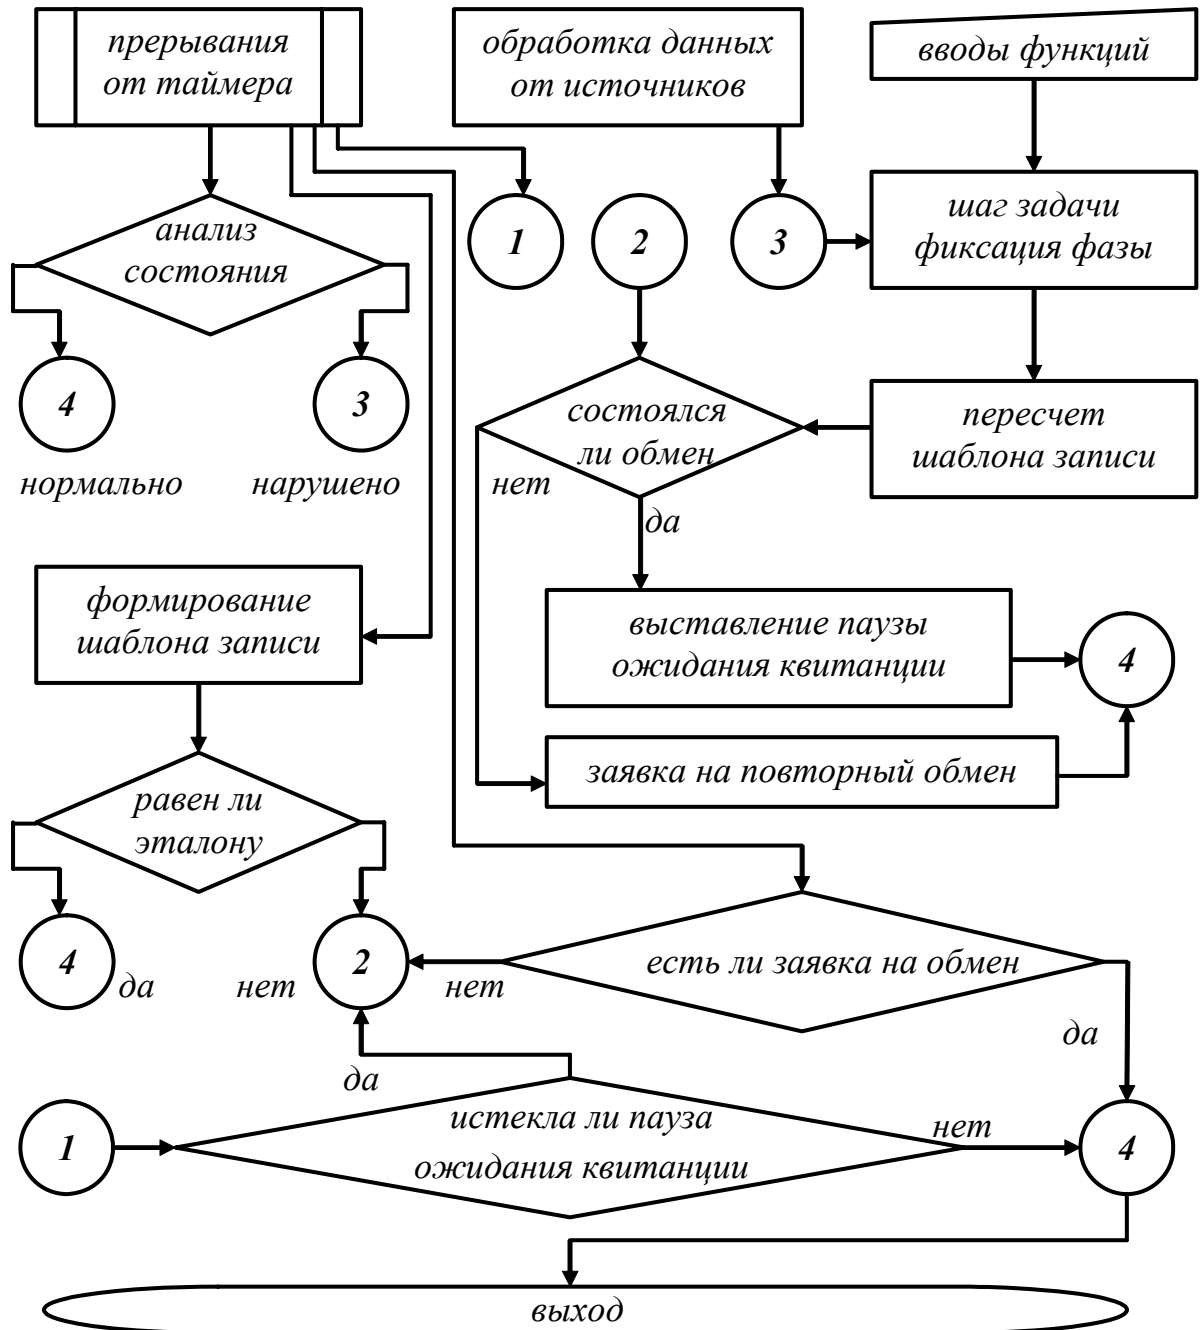 прерывания
от таймера
обработка данных
от источников
вводы функций
анализ
состояния
1
2
3
шаг задачи
фиксация фазы
4
3
нормально
нарушено
состоялся
ли обмен
нет
да
пересчет
шаблона записи
формирование
шаблона записи
выставление паузы
ожидания квитанции
4
заявка на повторный обмен
равен ли
эталону
4
да
нет
2
нет
есть ли заявка на обмен
да
да
1
истекла ли пауза
ожидания квитанции
нет
4
выход